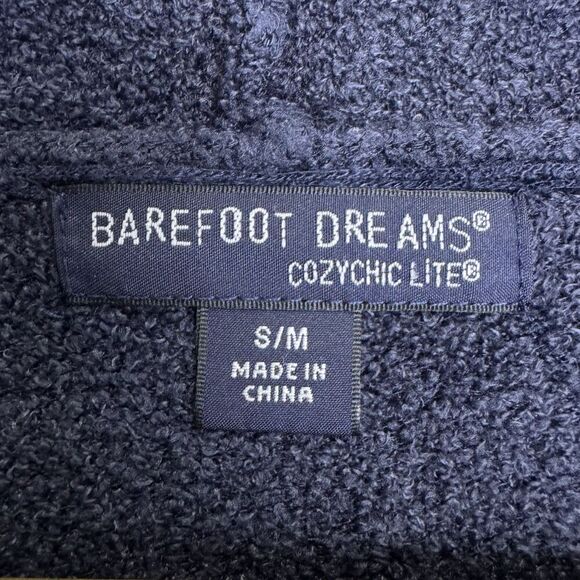 BAREFOOT DREAMS®
COZYCHIC LITE®
S/M
MADE IN
CHINA